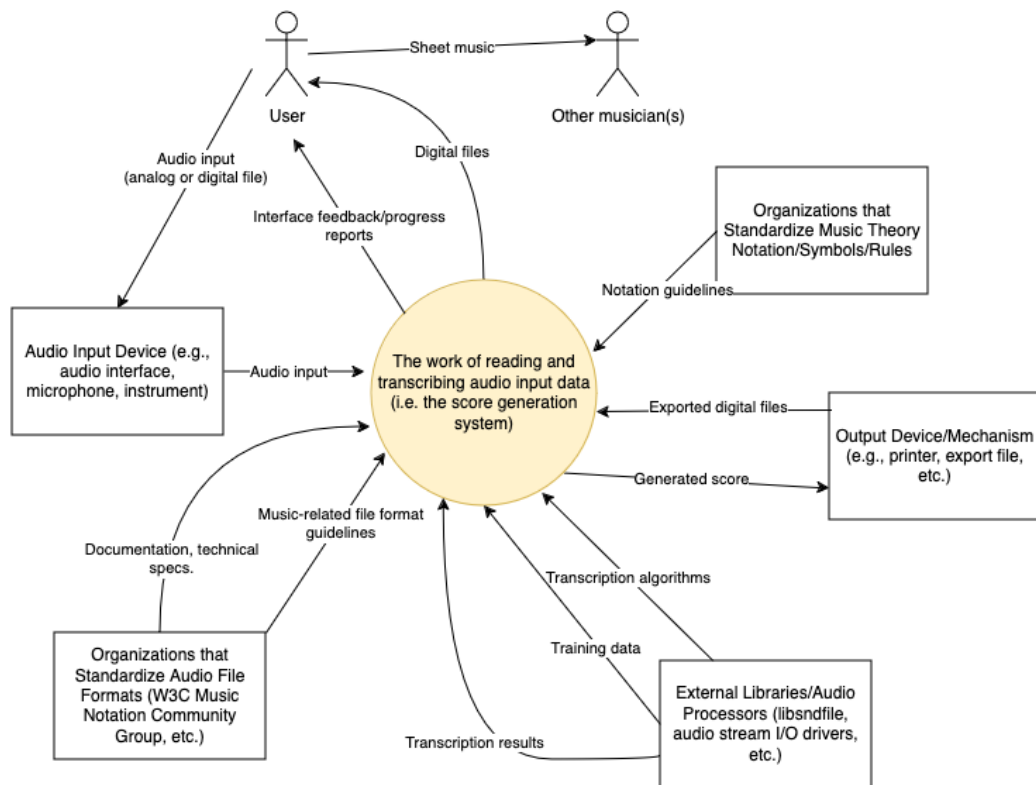 Sheet music
User
Other musician(s)
Audio input
(analog or digital file)
Digital files
Interface feedback/progress
reports
Organizations that
Standardize Music Theory
Notation/Symbols/Rules
Notation guidelines
Audio Input Device (e.g.,
audio interface,
microphone, instrument)
Audio input
The work of reading and
transcribing audio input data
(i.e. the score generation
system)
Exported digital files
Output Device/Mechanism
(e.g., printer, export file,
etc.)
Generated score
Music-related file format
guidelines
Documentation, technical
specs.
Transcription algorithms
Training data
Organizations that
Standardize Audio File
Formats (W3C Music
Notation Community
Group, etc.)
External Libraries/Audio
Processors (libsndfile,
audio stream I/O drivers,
etc.)
Transcription results